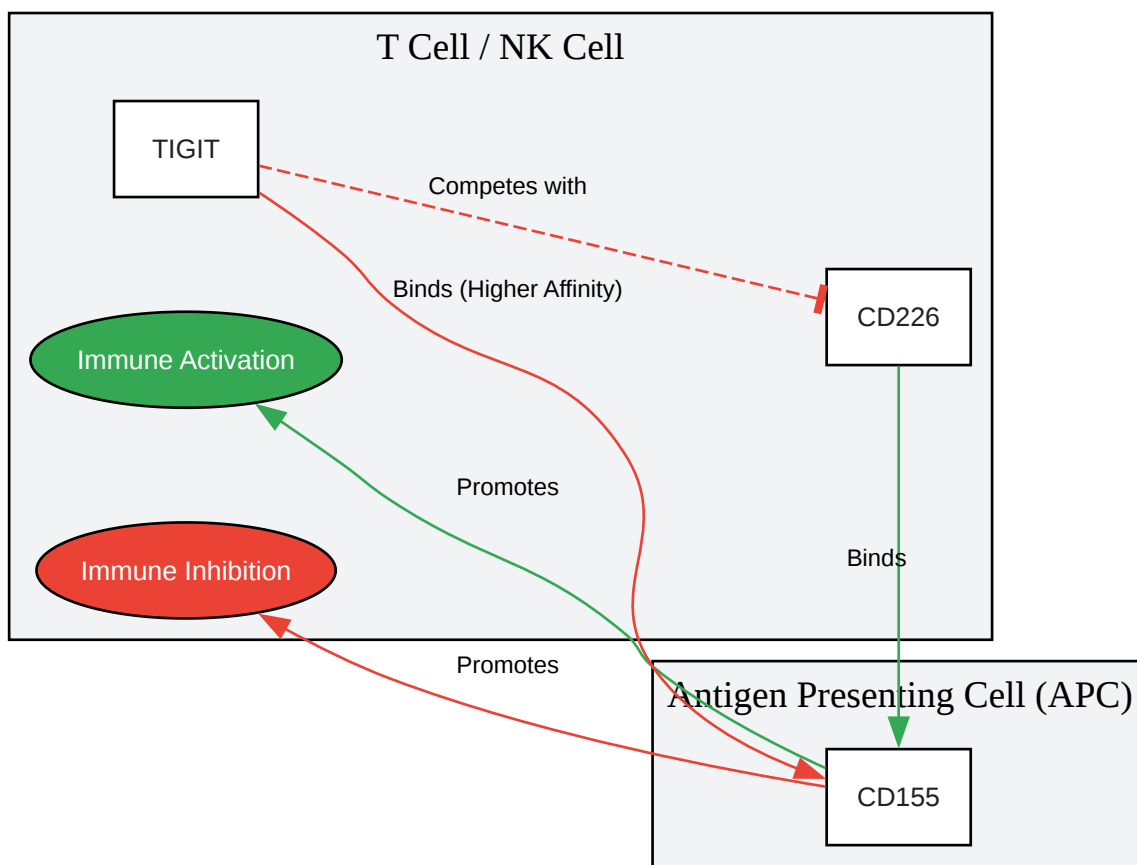 T Cell / NK Cell
TIGIT
Competes with
Binds (Higher Affinity)
CD226
Immune Activation
Promotes
Binds
Immune Inhibition
Promotes
Antigen Presenting Cell (APC)
CD155